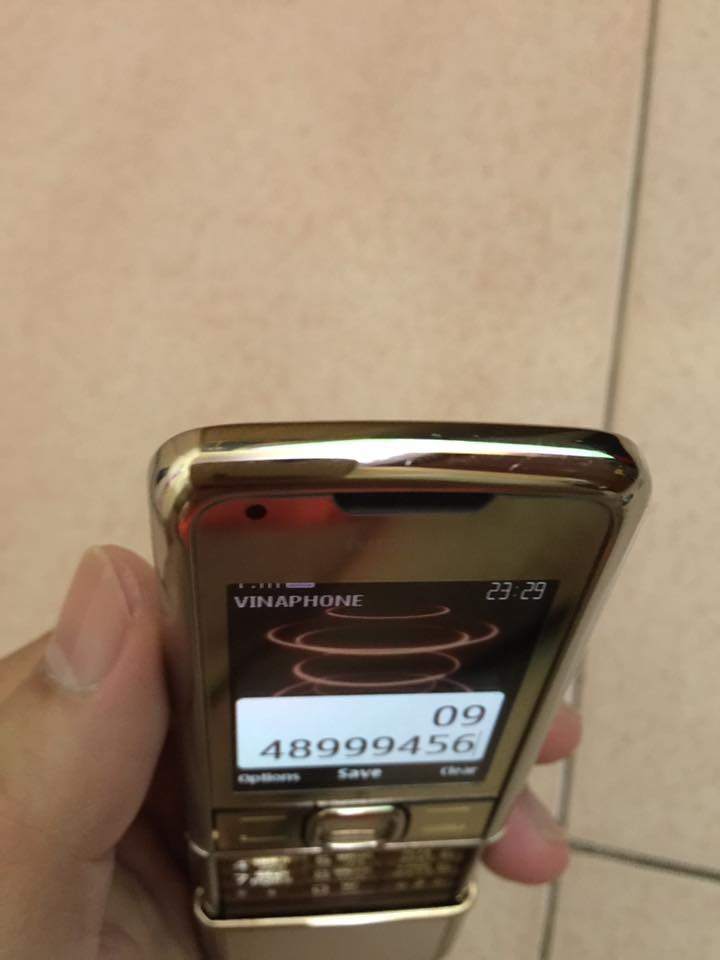 VINAPHONE 23:29
09
48999456
Options Save Clear